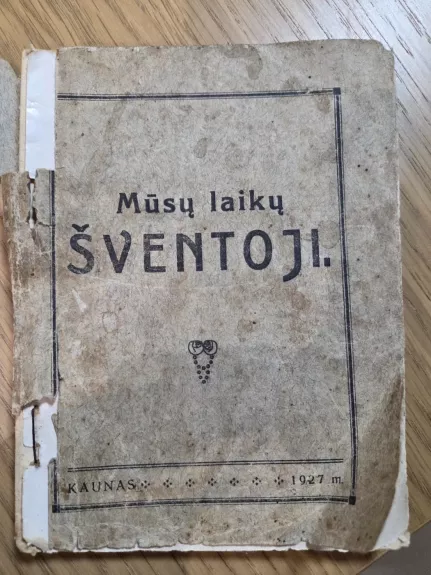 Mūsų laikų
ŠVENTOJI.
KAUNAS 1927 m.